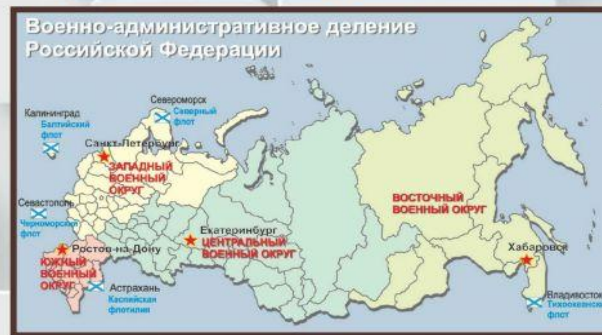 Военно-административное деление
Российской Федерации
Североморск
Северный
флот
Калининград
Балтийский
флот
Санкт-Петербург
ЗАПАДНЫЙ
ВОЕННЫЙ
ОКРУГ
ВОСТОЧНЫЙ
ВОЕННЫЙ ОКРУГ
Севастополь
Черноморский
флот
Екатеринбург
ЦЕНТРАЛЬНЫЙ
ВОЕННЫЙ ОКРУГ
Ростов-на-Дону
ЮЖНЫЙ
ВОЕННЫЙ
ОКРУГ
Хабаровск
Астрахань
Каспийская
флотилия
Владивосток
Тихоокеанский
флот